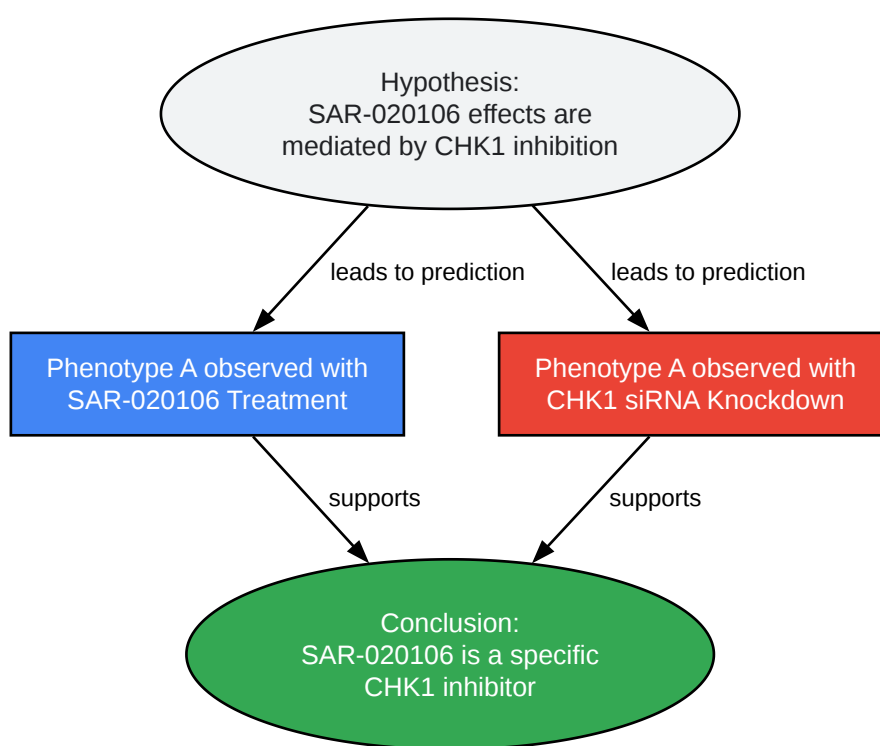 Hypothesis:
SAR-020106 effects are
mediated by CHK1 inhibition
leads to prediction
leads to prediction
Phenotype A observed with
SAR-020106 Treatment
Phenotype A observed with
CHK1 siRNA Knockdown
supports
supports
Conclusion:
SAR-020106 is a specific
CHK1 inhibitor